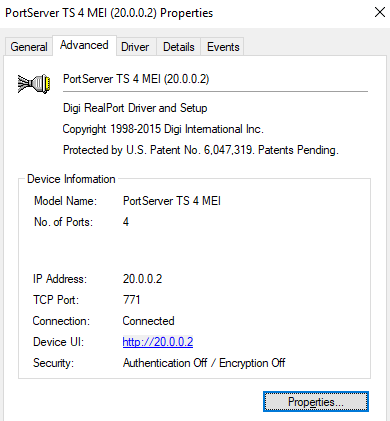 PortServer TS 4 MEI (20.0.0.2) Properties
General Advanced Driver Details Events
PortServer TS 4 MEI (20.0.0.2)
Digi RealPort Driver and Setup
Copyright 1998-2015 Digi International Inc.
Protected by U.S. Patent No. 6,047,319. Patents Pending.
Device Information
Model Name: PortServer TS 4 MEI
No. of Ports: 4
IP Address: 20.0.0.2
TCP Port: 771
Connection: Connected
Device UI: http://20.0.0.2
Security: Authentication Off / Encryption Off
Properties...